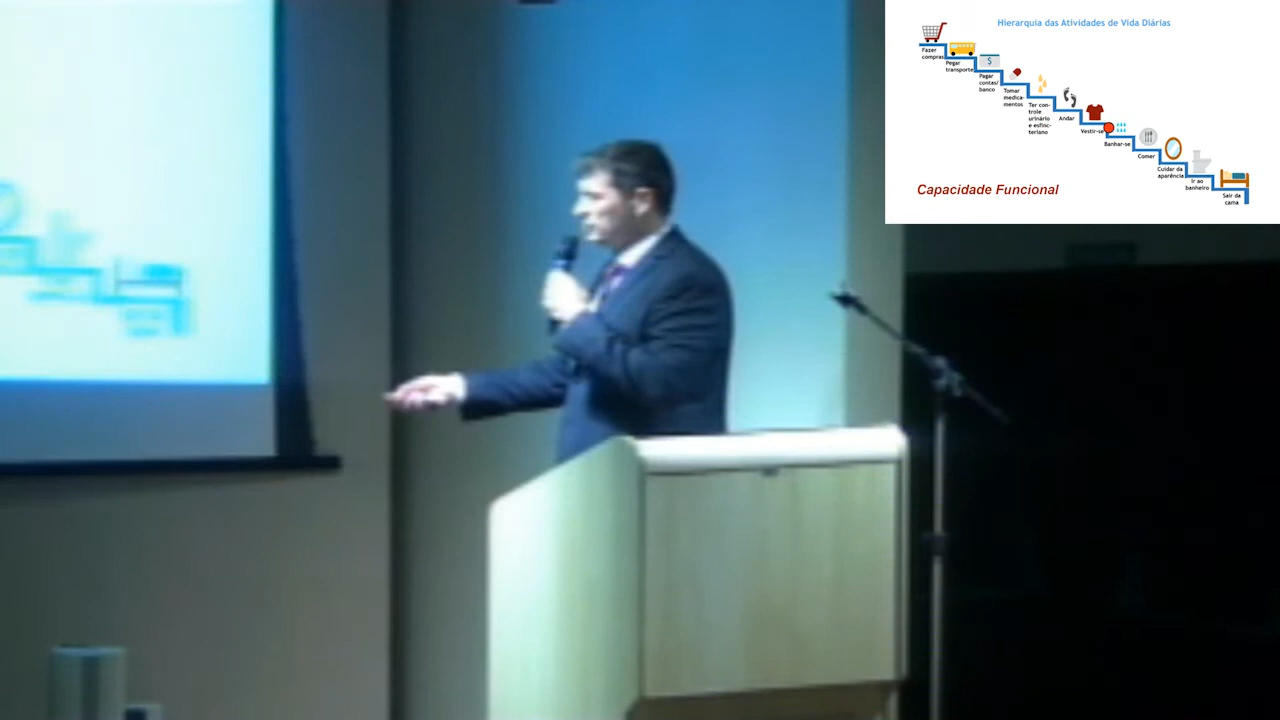 Hierarquia das Atividades de Vida Diárias
Fazer
compras
Pegar
transporte
$
Pagar
contas/
banco
Tomar
medica-
mentos
Ter con-
trole
urinário
e esfinc-
teriano
Andar
Vestir-se
Banhar-se
Comer
Cuidar da
aparência
Ir ao
banheiro
Sair da
cama
Capacidade Funcional